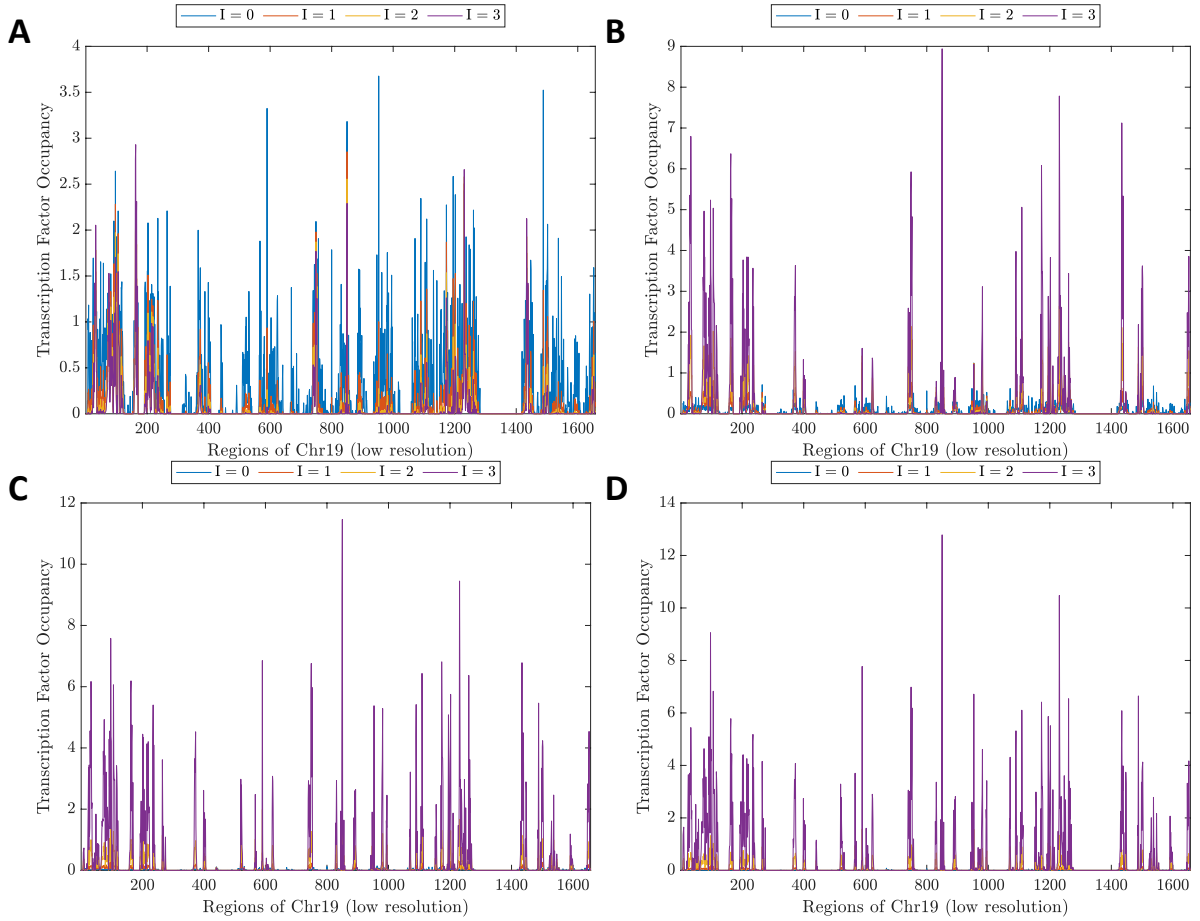 A
I = 0 I = 1 I = 2 I = 3
4
3.5
3
2.5
2
1.5
1
0.5
0
Transcription Factor Occupancy
200 400 600 800 1000 1200 1400 1600
Regions of Chr19 (low resolution)
B
I = 0 I = 1 I = 2 I = 3
9
8
7
6
5
4
3
2
1
0
Transcription Factor Occupancy
200 400 600 800 1000 1200 1400 1600
Regions of Chr19 (low resolution)
C
I = 0 I = 1 I = 2 I = 3
12
10
8
6
4
2
0
Transcription Factor Occupancy
200 400 600 800 1000 1200 1400 1600
Regions of Chr19 (low resolution)
D
I = 0 I = 1 I = 2 I = 3
14
12
10
8
6
4
2
0
Transcription Factor Occupancy
200 400 600 800 1000 1200 1400 1600
Regions of Chr19 (low resolution)